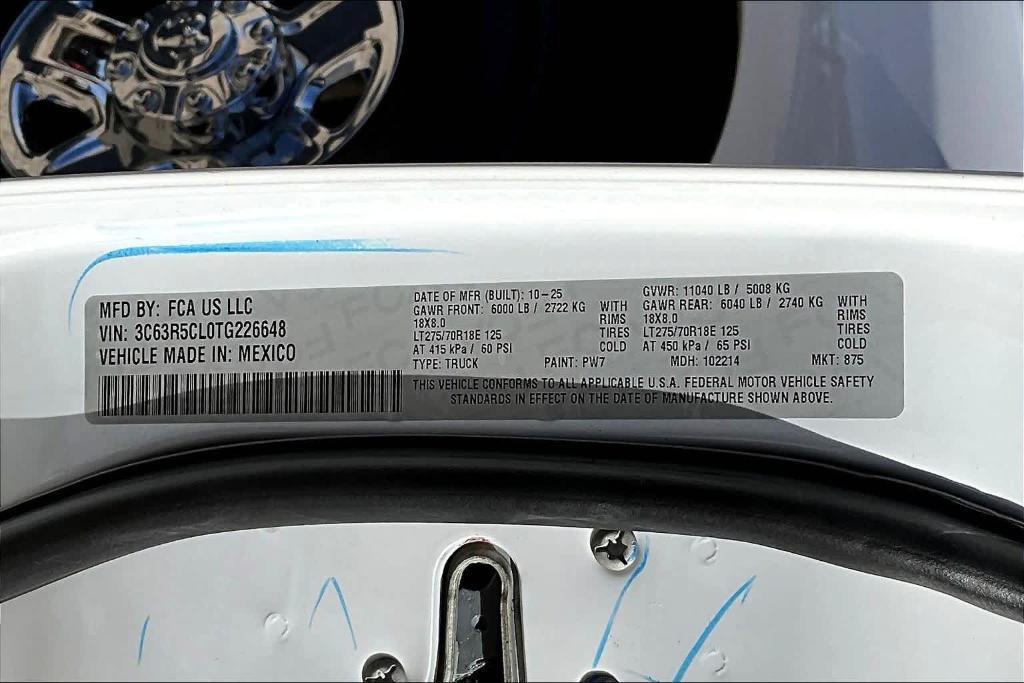 MFD BY: FCA US LLC
VIN: 3C63R5CL0TG226648
VEHICLE MADE IN: MEXICO
DATE OF MFR (BUILT): 10-25
GAWR FRONT: 6000 LB / 2722 KG WITH
18X8.0 RIMS
LT275/70R18E 125 TIRES
AT 415 kPa / 60 PSI COLD
GVWR: 11040 LB / 5008 KG
GAWR REAR: 6040 LB / 2740 KG WITH
18X8.0 RIMS
LT275/70R18E 125 TIRES
AT 450 kPa / 65 PSI COLD
TYPE: TRUCK PAINT: PW7 MDH: 102214 MKT: 875
THIS VEHICLE CONFORMS TO ALL APPLICABLE U.S.A. FEDERAL MOTOR VEHICLE SAFETY
STANDARDS IN EFFECT ON THE DATE OF MANUFACTURE SHOWN ABOVE.